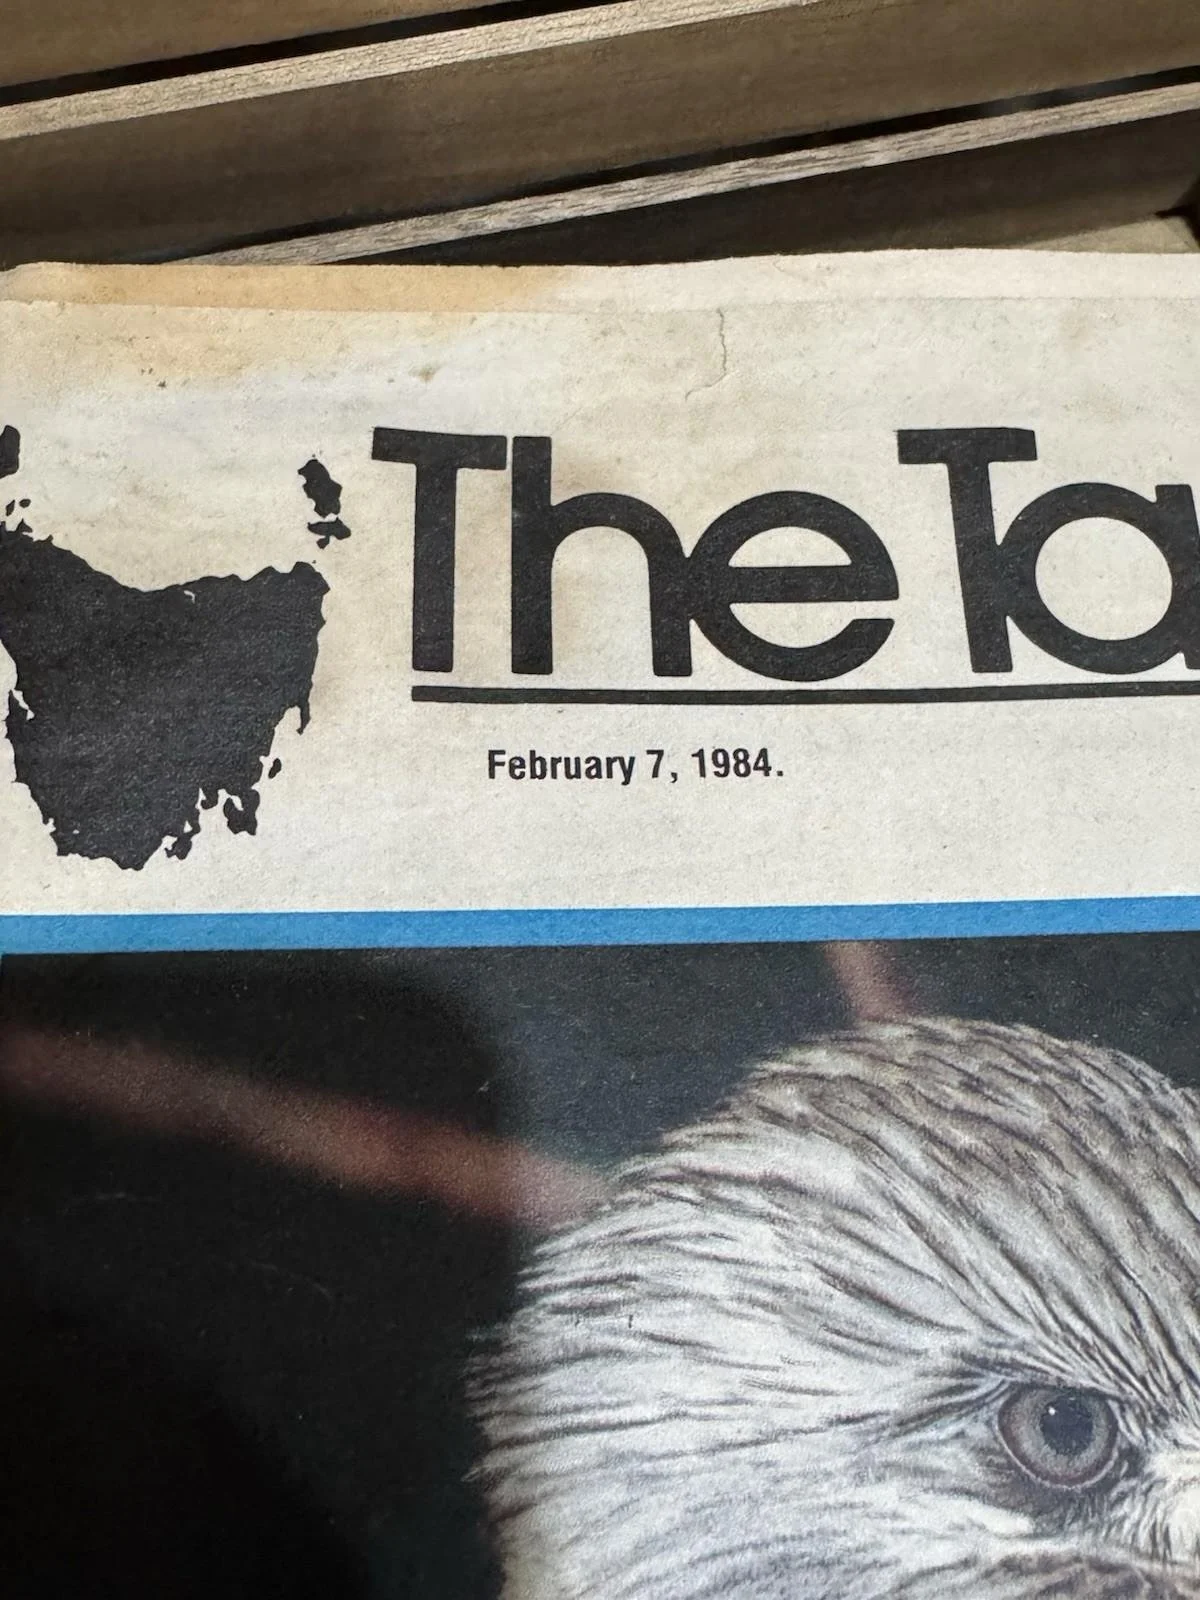 The Ta
February 7, 1984.